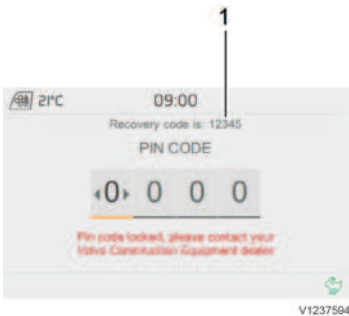 1
21°C 09:00
Recovery code is: 12345
PIN CODE
0 0 0 0
Pin code locked, please contact your
Volvo Construction Equipment dealer
V1237594